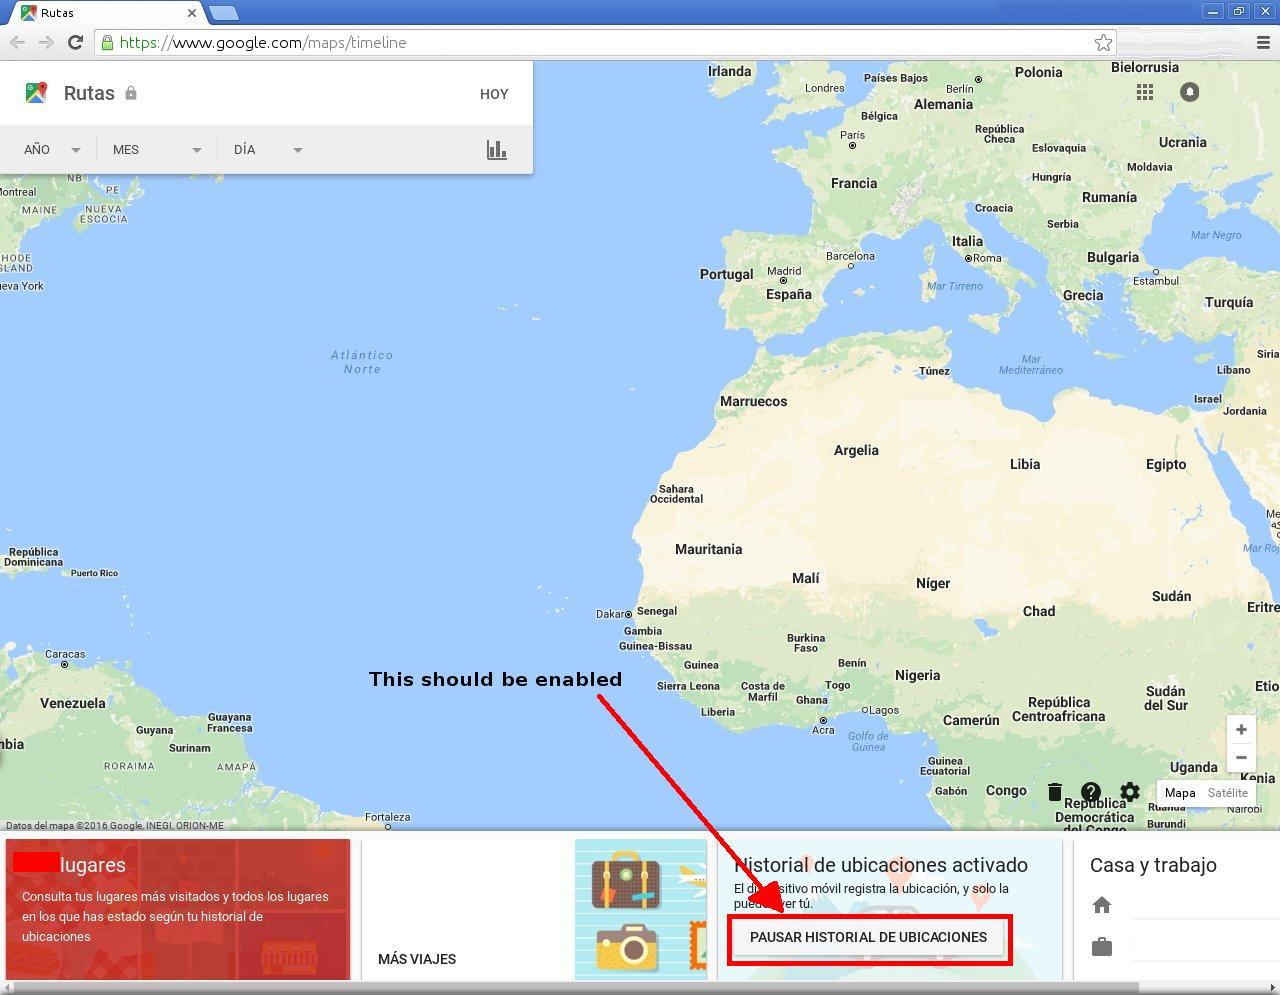 Rutas
https://www.google.com/maps/timeline
Rutas
HOY
AÑO
MES
DÍA
Irlanda
Londres
Países Bajos
Berlín
Polonia
Bielorrusia
Alemania
Bélgica
París
República
Checa
Eslovaquia
Ucrania
Moldavia
Francia
Hungría
Rumanía
Croacia
Serbia
Mar Negro
Italia
Roma
Barcelona
Bulgaria
Estambul
Portugal
Madrid
España
Mar Tirreno
Grecia
Turquía
NB
PE
Montreal
MAINE
NUEVA
ESCOCIA
HODE
ISLAND
ueva York
Atlántico
Norte
Mar
Mediterráneo
Túnez
Siria
Líbano
Israel
Jordania
Marruecos
Argelia
Libia
Egipto
Sahara
Occidental
Mauritania
Malí
Níger
Chad
Sudán
Eritre
Me
Mar Roj
República
Dominicana
Puerto Rico
Dakar
Senegal
Gambia
Guinea-Bissau
Burkina
Faso
Guinea
Benín
Nigeria
Sierra Leona
Costa de
Marfil
Togo
Ghana
Liberia
Acra
Lagos
Camerún
República
Centroafricana
Sudán
del Sur
Etio
Golfo de
Guinea
Guinea
Ecuatorial
Gabón
Congo
Uganda
Kenia
Nairobi
República
Democrática
del Congo
Ruanda
Burundi
Caracas
Venezuela
Guyana
Guayana
Francesa
Surinam
mbia
RORAIMA
AMAPÁ
Fortaleza
This should be enabled
+
−
Mapa
Satélite
Datos del mapa ©2016 Google, INEGI, ORION-ME
lugares
Consulta tus lugares más visitados y todos los lugares
en los que has estado según tu historial de
ubicaciones
MÁS VIAJES
Historial de ubicaciones activado
El dispositivo móvil registra la ubicación, y solo la
puedes ver tú.
PAUSAR HISTORIAL DE UBICACIONES
Casa y trabajo